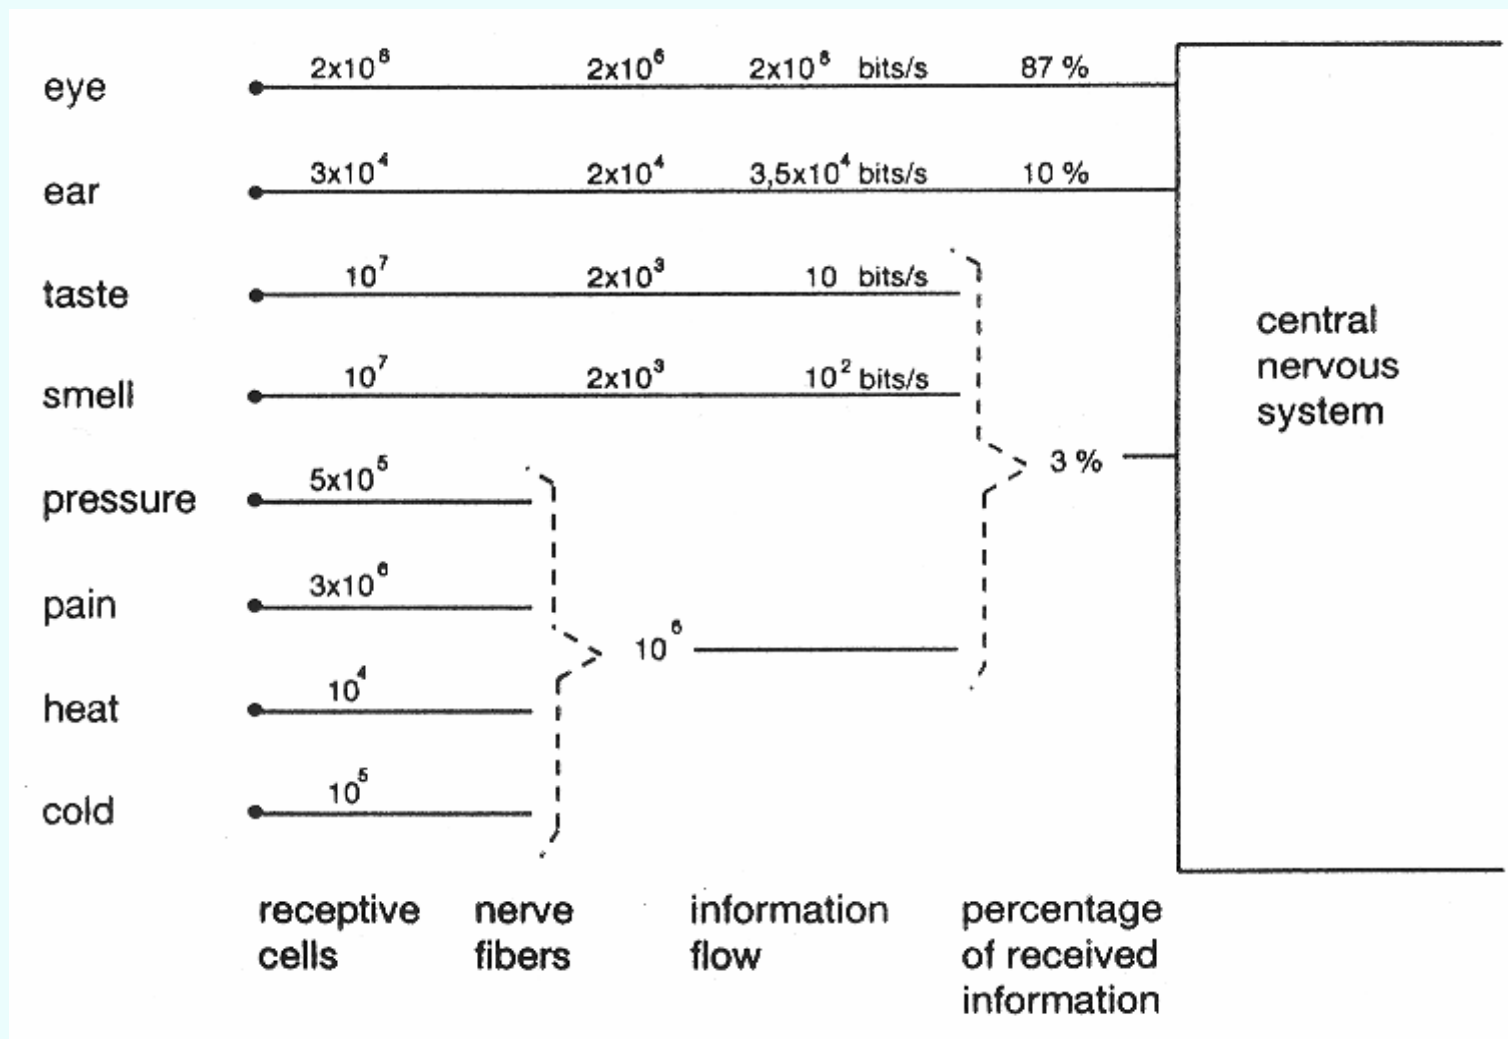 eye 2x10⁸ 2x10⁶ 2x10⁸ bits/s 87 %
ear 3x10⁴ 2x10⁴ 3,5x10⁴ bits/s 10 %
taste 10⁷ 2x10³ 10 bits/s
smell 10⁷ 2x10³ 10² bits/s
pressure 5x10⁵
pain 3x10⁶
heat 10⁴
cold 10⁵
10⁶
3 %
central
nervous
system
receptive
cells
nerve
fibers
information
flow
percentage
of received
information